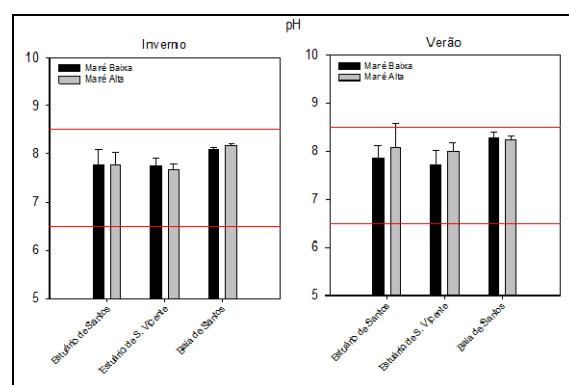 pH
Inverno
10
9
8
7
6
5
Maré Baixa
Maré Alta
Estuário de Santos
Estuário de S. Vicente
Baía de Santos
Verão
10
9
8
7
6
5
Maré Baixa
Maré Alta
Estuário de Santos
Estuário de S. Vicente
Baía de Santos